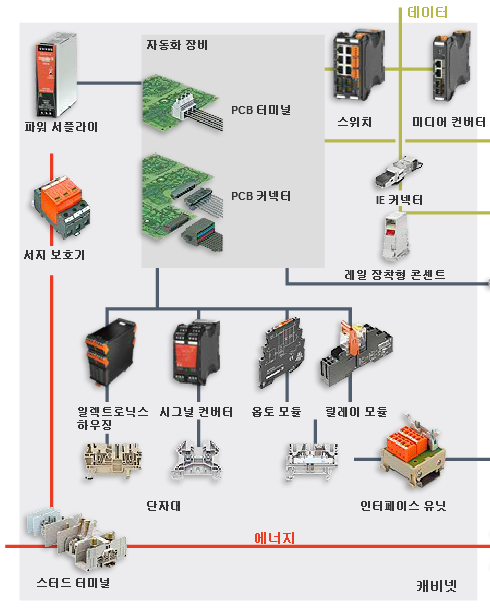 데이터
자동화 장비
PCB 터미널
파워 서플라이
스위치
미디어 컨버터
PCB 커넥터
IE 커넥터
서지 보호기
레일 장착형 콘센트
일렉트로닉스
하우징
시그널 컨버터
옵토 모듈
릴레이 모듈
단자대
인터페이스 유닛
에너지
스터드 터미널
캐비넷